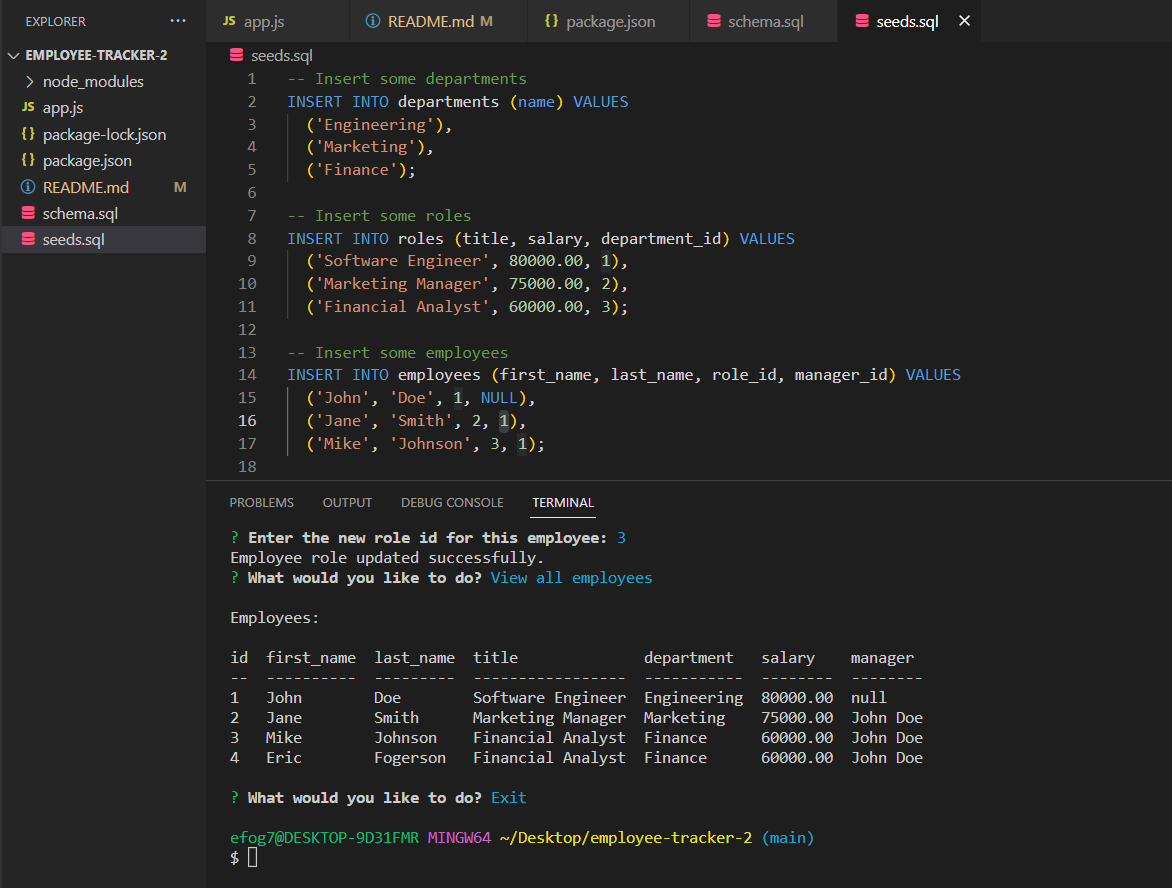 EXPLORER ···
EMPLOYEE-TRACKER-2
node_modules
JS app.js
{} package-lock.json
{} package.json
README.md M
schema.sql
seeds.sql
JS app.js README.md M {} package.json schema.sql seeds.sql
seeds.sql
1 -- Insert some departments
2 INSERT INTO departments (name) VALUES
3 ('Engineering'),
4 ('Marketing'),
5 ('Finance');
6
7 -- Insert some roles
8 INSERT INTO roles (title, salary, department_id) VALUES
9 ('Software Engineer', 80000.00, 1),
10 ('Marketing Manager', 75000.00, 2),
11 ('Financial Analyst', 60000.00, 3);
12
13 -- Insert some employees
14 INSERT INTO employees (first_name, last_name, role_id, manager_id) VALUES
15 ('John', 'Doe', 1, NULL),
16 ('Jane', 'Smith', 2, 1),
17 ('Mike', 'Johnson', 3, 1);
18
PROBLEMS OUTPUT DEBUG CONSOLE TERMINAL
? Enter the new role id for this employee: 3
Employee role updated successfully.
? What would you like to do? View all employees
Employees:
id first_name last_name title department salary manager
-- ---------- --------- ----------------- ----------- -------- --------
1 John Doe Software Engineer Engineering 80000.00 null
2 Jane Smith Marketing Manager Marketing 75000.00 John Doe
3 Mike Johnson Financial Analyst Finance 60000.00 John Doe
4 Eric Fogerson Financial Analyst Finance 60000.00 John Doe
? What would you like to do? Exit
efog7@DESKTOP-9D31FMR MINGW64 ~/Desktop/employee-tracker-2 (main)
$